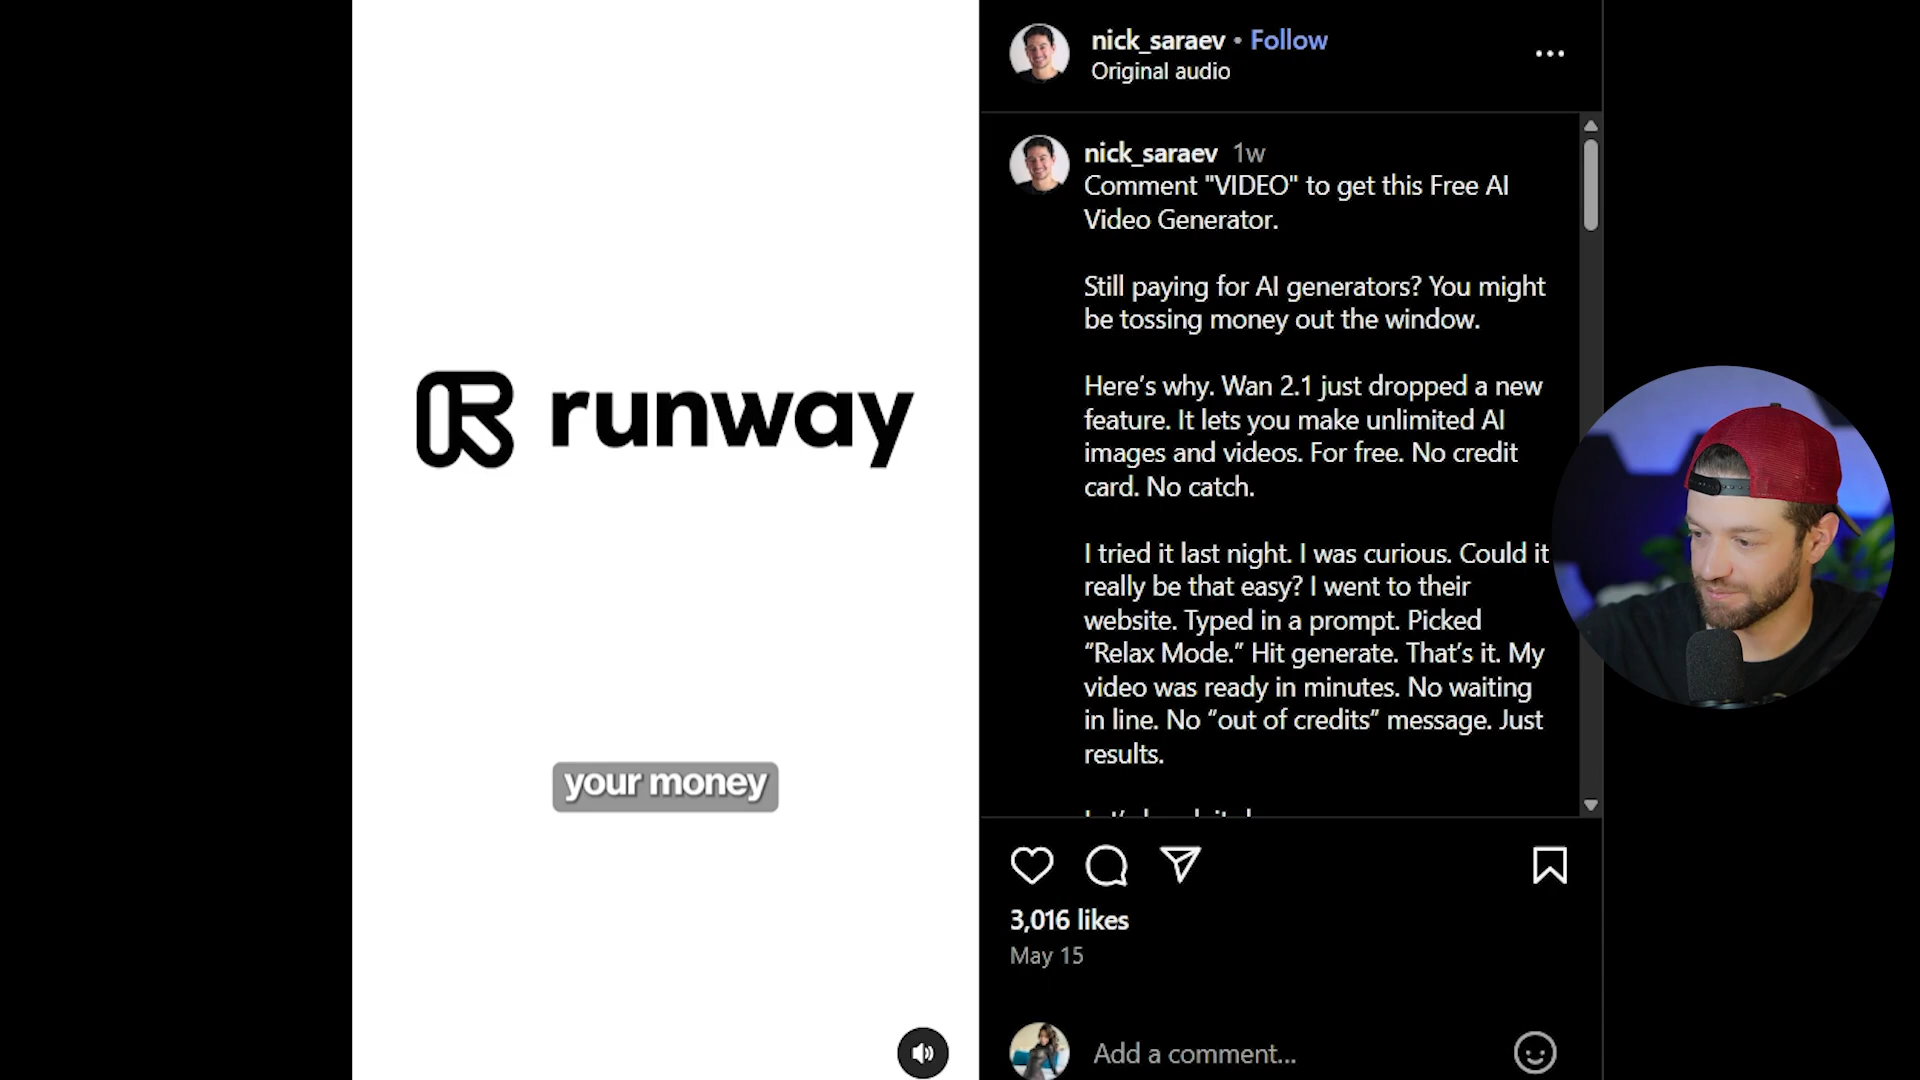 runway
your money
nick_saraev • Follow
Original audio
nick_saraev 1w
Comment "VIDEO" to get this Free AI
Video Generator.
Still paying for AI generators? You might
be tossing money out the window.
Here’s why. Wan 2.1 just dropped a new
feature. It lets you make unlimited AI
images and videos. For free. No credit
card. No catch.
I tried it last night. I was curious. Could it
really be that easy? I went to their
website. Typed in a prompt. Picked
“Relax Mode.” Hit generate. That’s it. My
video was ready in minutes. No waiting
in line. No “out of credits” message. Just
results.
3,016 likes
May 15
Add a comment...